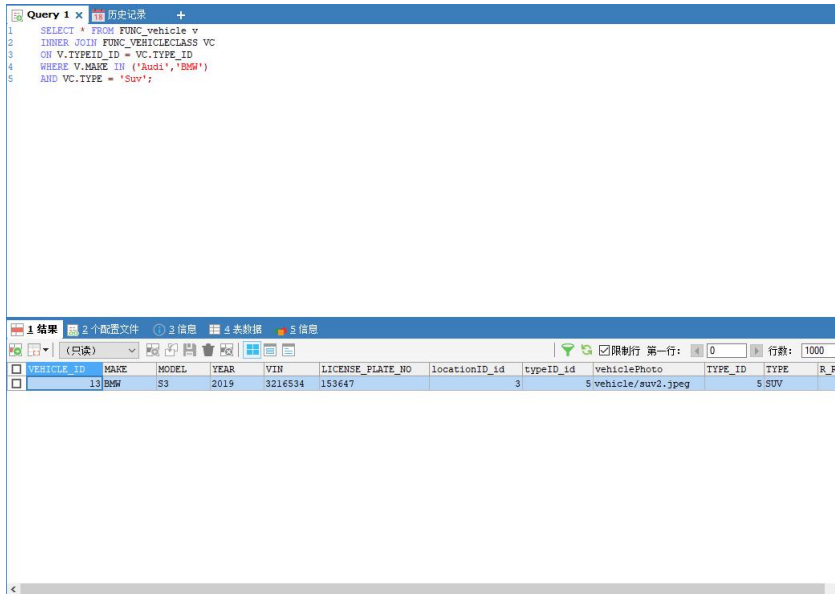 Query 1 × 历史记录 +
1 SELECT * FROM FUNC_vehicle v
2 INNER JOIN FUNC_VEHICLECLASS VC
3 ON V.TYPEID_ID = VC.TYPE_ID
4 WHERE V.MAKE IN ('Audi','BMW')
5 AND VC.TYPE = 'Suv';
1 结果 2 个配置文件 3 信息 4 表数据 5 信息
(只读) 限制行 第一行: 0 行数: 1000
VEHICLE_ID MAKE MODEL YEAR VIN LICENSE_PLATE_NO locationID_id typeID_id vehiclePhoto TYPE_ID TYPE
13 BMW S3 2019 3216534 153647 3 5 vehicle/suv2.jpeg 5 SUV